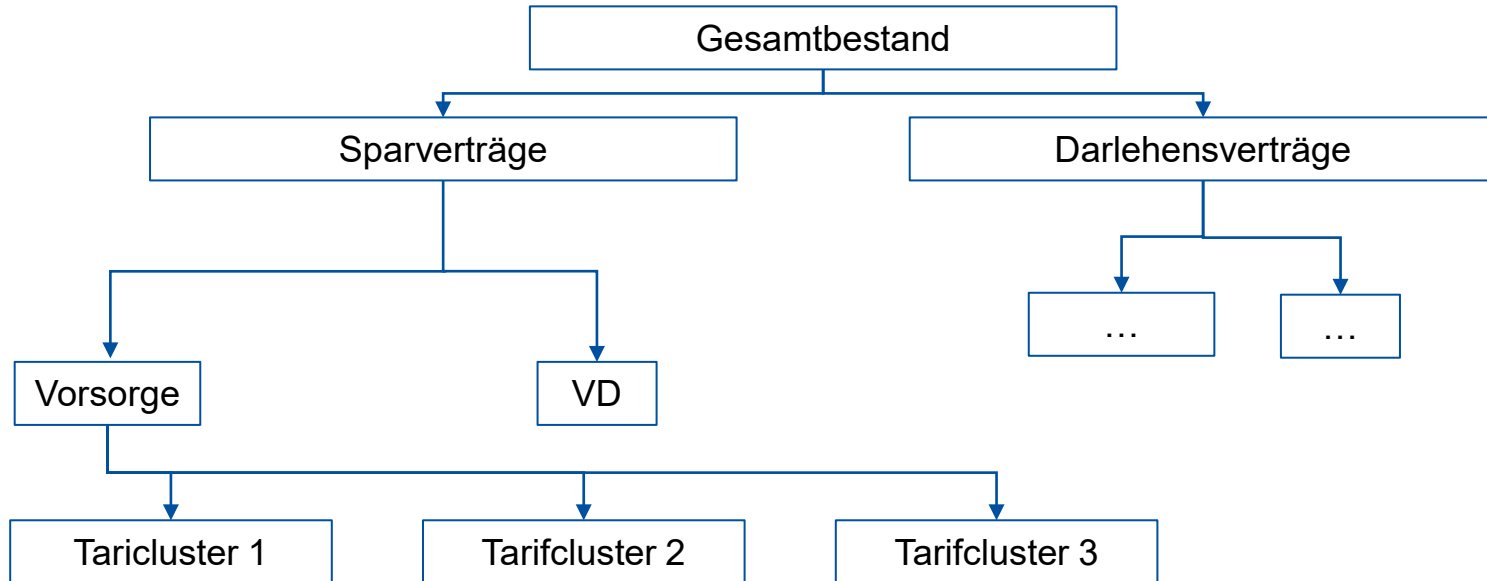 Gesamtbestand
Sparverträge
Darlehensverträge
...
...
Vorsorge
VD
Taricluster 1
Tarifcluster 2
Tarifcluster 3